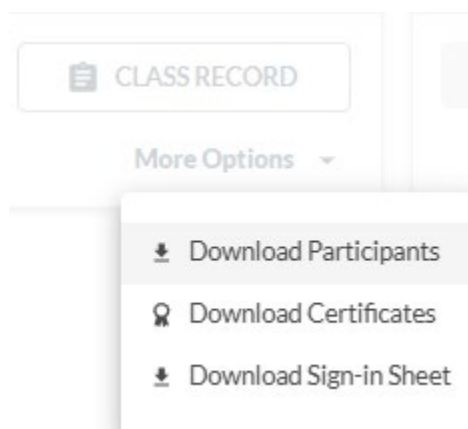 CLASS RECORD
More Options
Download Participants
Download Certificates
Download Sign-in Sheet